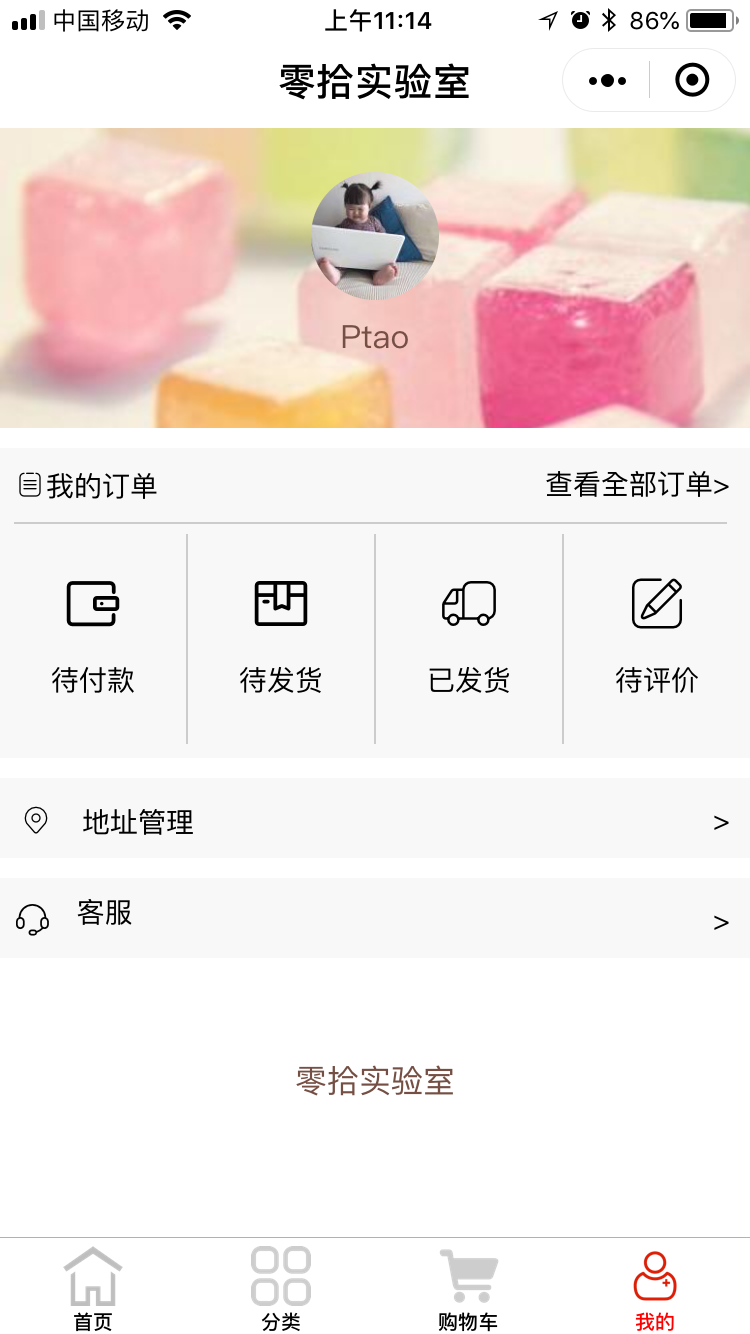 中国移动 上午11:14 86%
零拾实验室
Ptao
我的订单 查看全部订单>
待付款 待发货 已发货 待评价
地址管理 >
客服 >
零拾实验室
首页 分类 购物车 我的